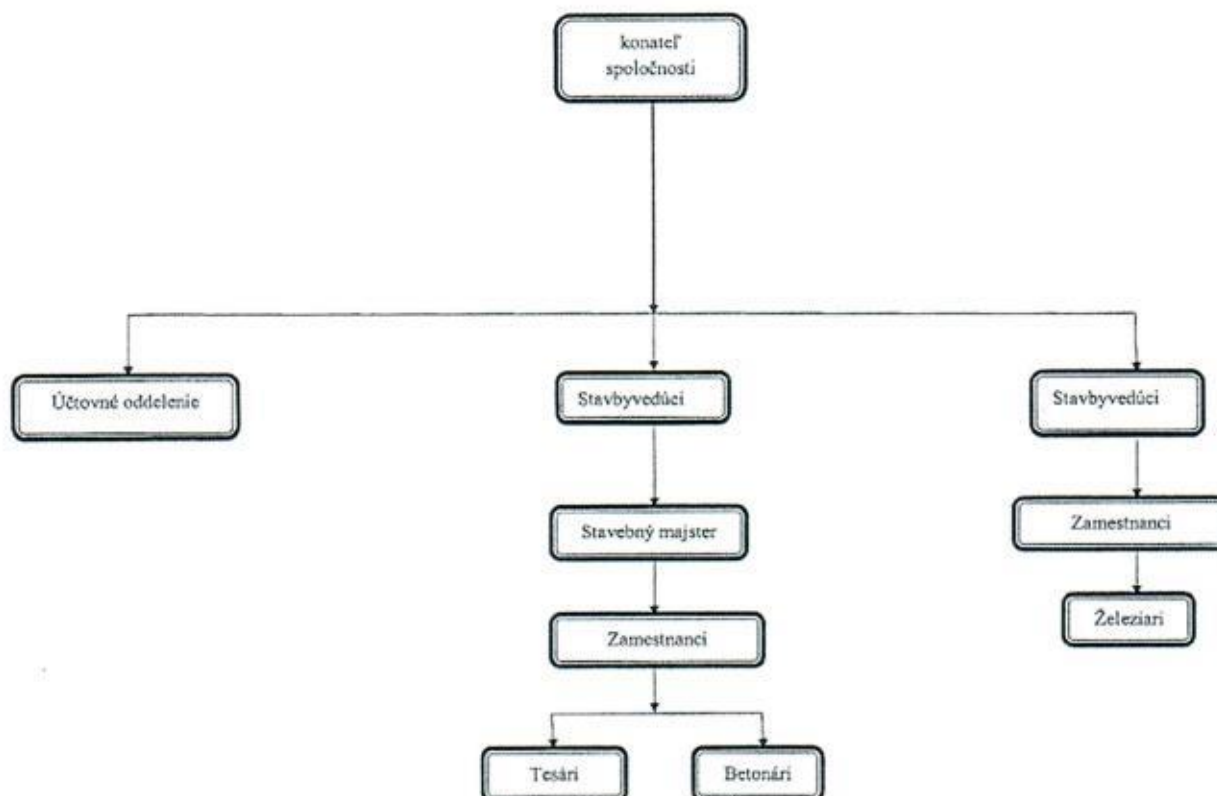 konateľ
spoločnosti
Účtovné oddelenie
Stavbyvedúci
Stavbyvedúci
Stavebný majster
Zamestnanci
Zamestnanci
Železiari
Tesári
Betonári